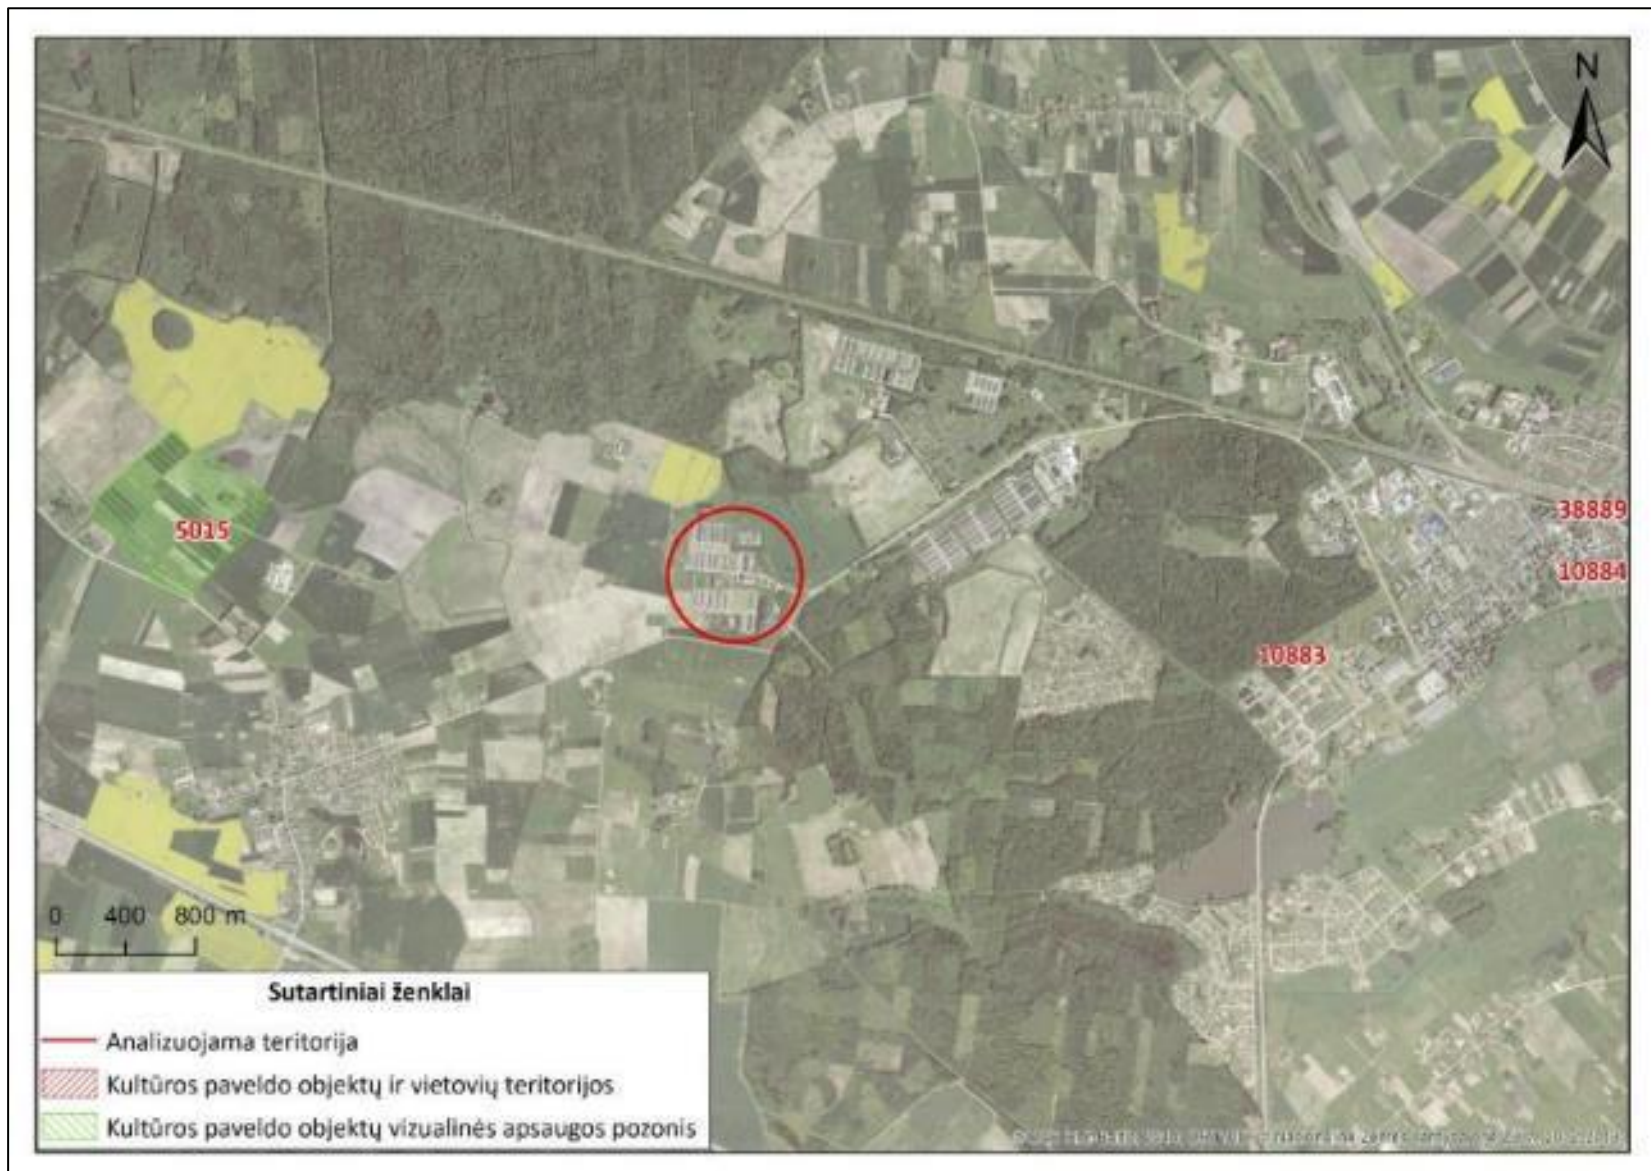 N
5015
38889
10884
10883
0 400 800 m
Sutartiniai ženklai
Analizuojama teritorija
Kultūros paveldo objektų ir vietovių teritorijos
Kultūros paveldo objektų vizualinės apsaugos pozonis